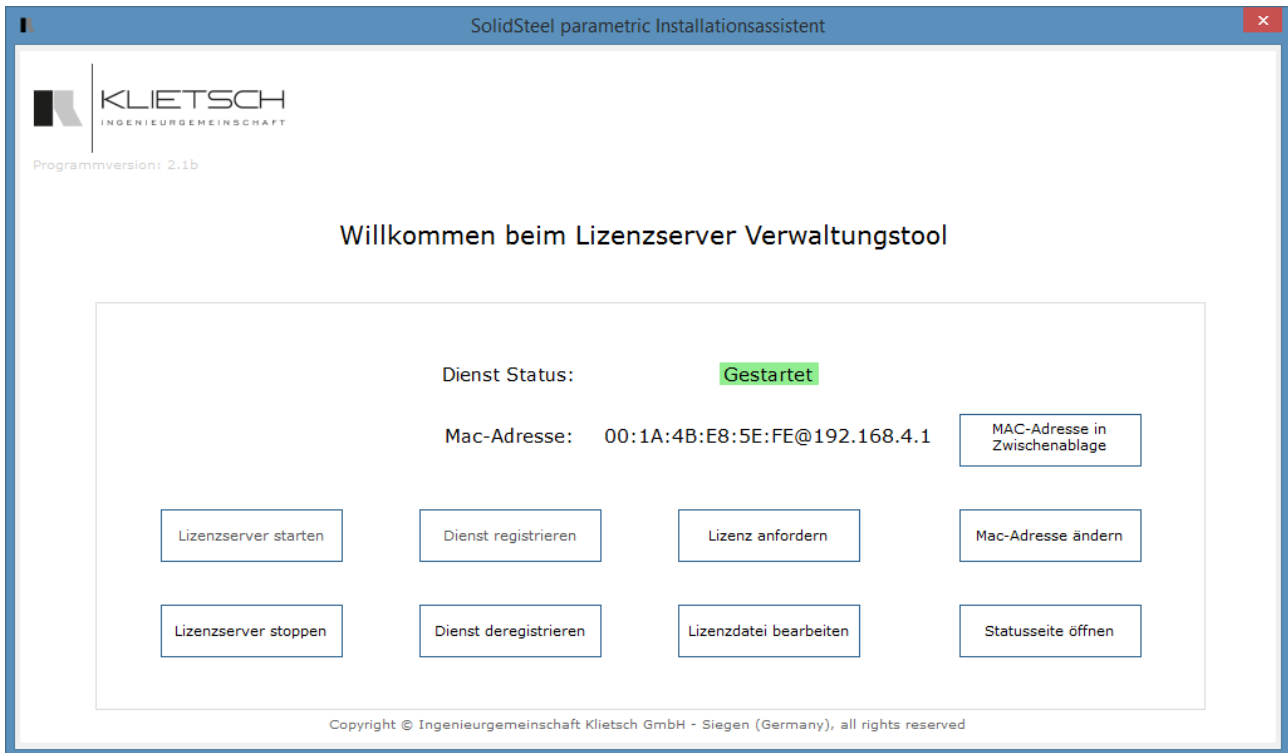 SolidSteel parametric Installationsassistent
KLIETSCH
INGENIEURGEMEINSCHAFT
Programmversion: 2.1b
Willkommen beim Lizenzserver Verwaltungstool
Dienst Status: Gestartet
Mac-Adresse: 00:1A:4B:E8:5E:FE@192.168.4.1
MAC-Adresse in
Zwischenablage
Lizenzserver starten
Dienst registrieren
Lizenz anfordern
Mac-Adresse ändern
Lizenzserver stoppen
Dienst deregistrieren
Lizenzdatei bearbeiten
Statusseite öffnen
Copyright © Ingenieurgemeinschaft Klietsch GmbH - Siegen (Germany), all rights reserved